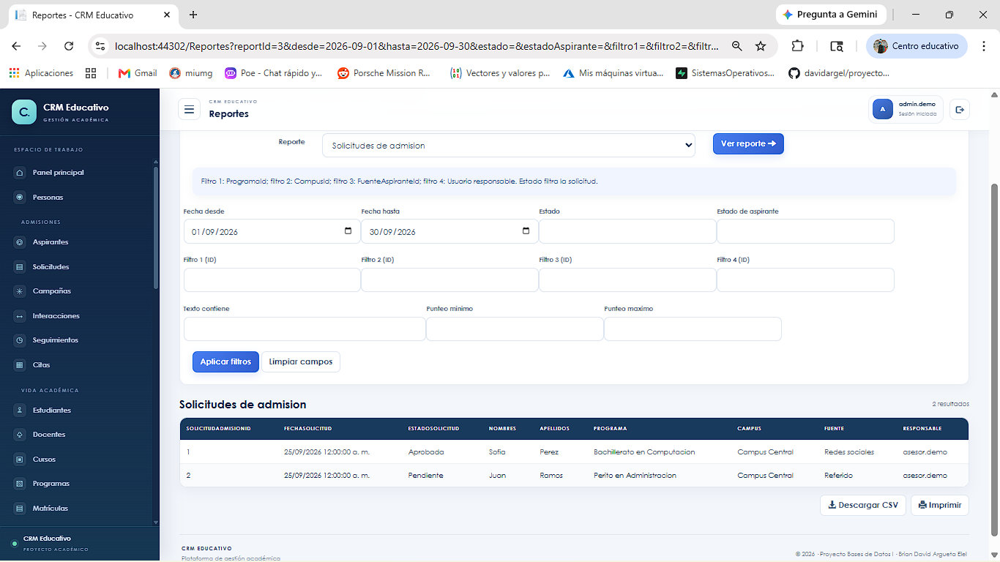 Reportes - CRM Educativo
Pregunta a Gemini
localhost:44302/Reportes?reportId=3&desde=2026-09-01&hasta=2026-09-30&estado=&estadoAspirante=&filtro1=&filtro2=&filtr...
Centro educativo
Aplicaciones
Gmail
miumg
Poe - Chat rápido y...
Porsche Mission R...
Vectores y valores p...
Mis máquinas virtua...
SistemasOperativos...
davidargel/proyecto...
C.
CRM Educativo
GESTIÓN ACADÉMICA
ESPACIO DE TRABAJO
Panel principal
Personas
ADMISIONES
Aspirantes
Solicitudes
Campañas
Interacciones
Seguimientos
Citas
VIDA ACADÉMICA
Estudiantes
Docentes
Cursos
Programas
Matrículas
CRM Educativo
PROYECTO ACADÉMICO
CRM EDUCATIVO
Reportes
A
admin.demo
Sesión iniciada
Reporte
Solicitudes de admision
Ver reporte
Filtro 1: ProgramaId; filtro 2: CampusId; filtro 3: FuenteAspiranteId; filtro 4: Usuario responsable. Estado filtra la solicitud.
Fecha desde Fecha hasta Estado Estado de aspirante
01/09/2026 30/09/2026
Filtro 1 (ID) Filtro 2 (ID) Filtro 3 (ID) Filtro 4 (ID)
Texto contiene Punteo minimo Punteo maximo
Aplicar filtros Limpiar campos
Solicitudes de admision 2 resultados
SOLICITUDADMISIONID FECHASOLICITUD ESTADOSOLICITUD NOMBRES APELLIDOS PROGRAMA CAMPUS FUENTE RESPONSABLE
1 25/09/2026 12:00:00 a. m. Aprobada Sofia Perez Bachillerato en Computacion Campus Central Redes sociales asesor.demo
2 25/09/2026 12:00:00 a. m. Pendiente Juan Ramos Perito en Administracion Campus Central Referido asesor.demo
Descargar CSV Imprimir
CRM EDUCATIVO
Plataforma de gestión académica
© 2026 - Proyecto Bases de Datos I - Brian David Argueta Elel